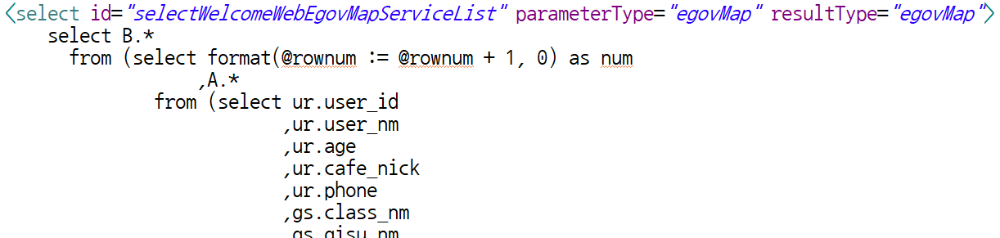 <select id="selectWelcomeWebEgovMapServiceList" parameterType="egovMap" resultType="egovMap">
select B.*
from (select format(@rownum := @rownum + 1, 0) as num
,A.*
from (select ur.user_id
,ur.user_nm
,ur.age
,ur.cafe_nick
,ur.phone
,gs.class_nm
,gs.gisu_nm